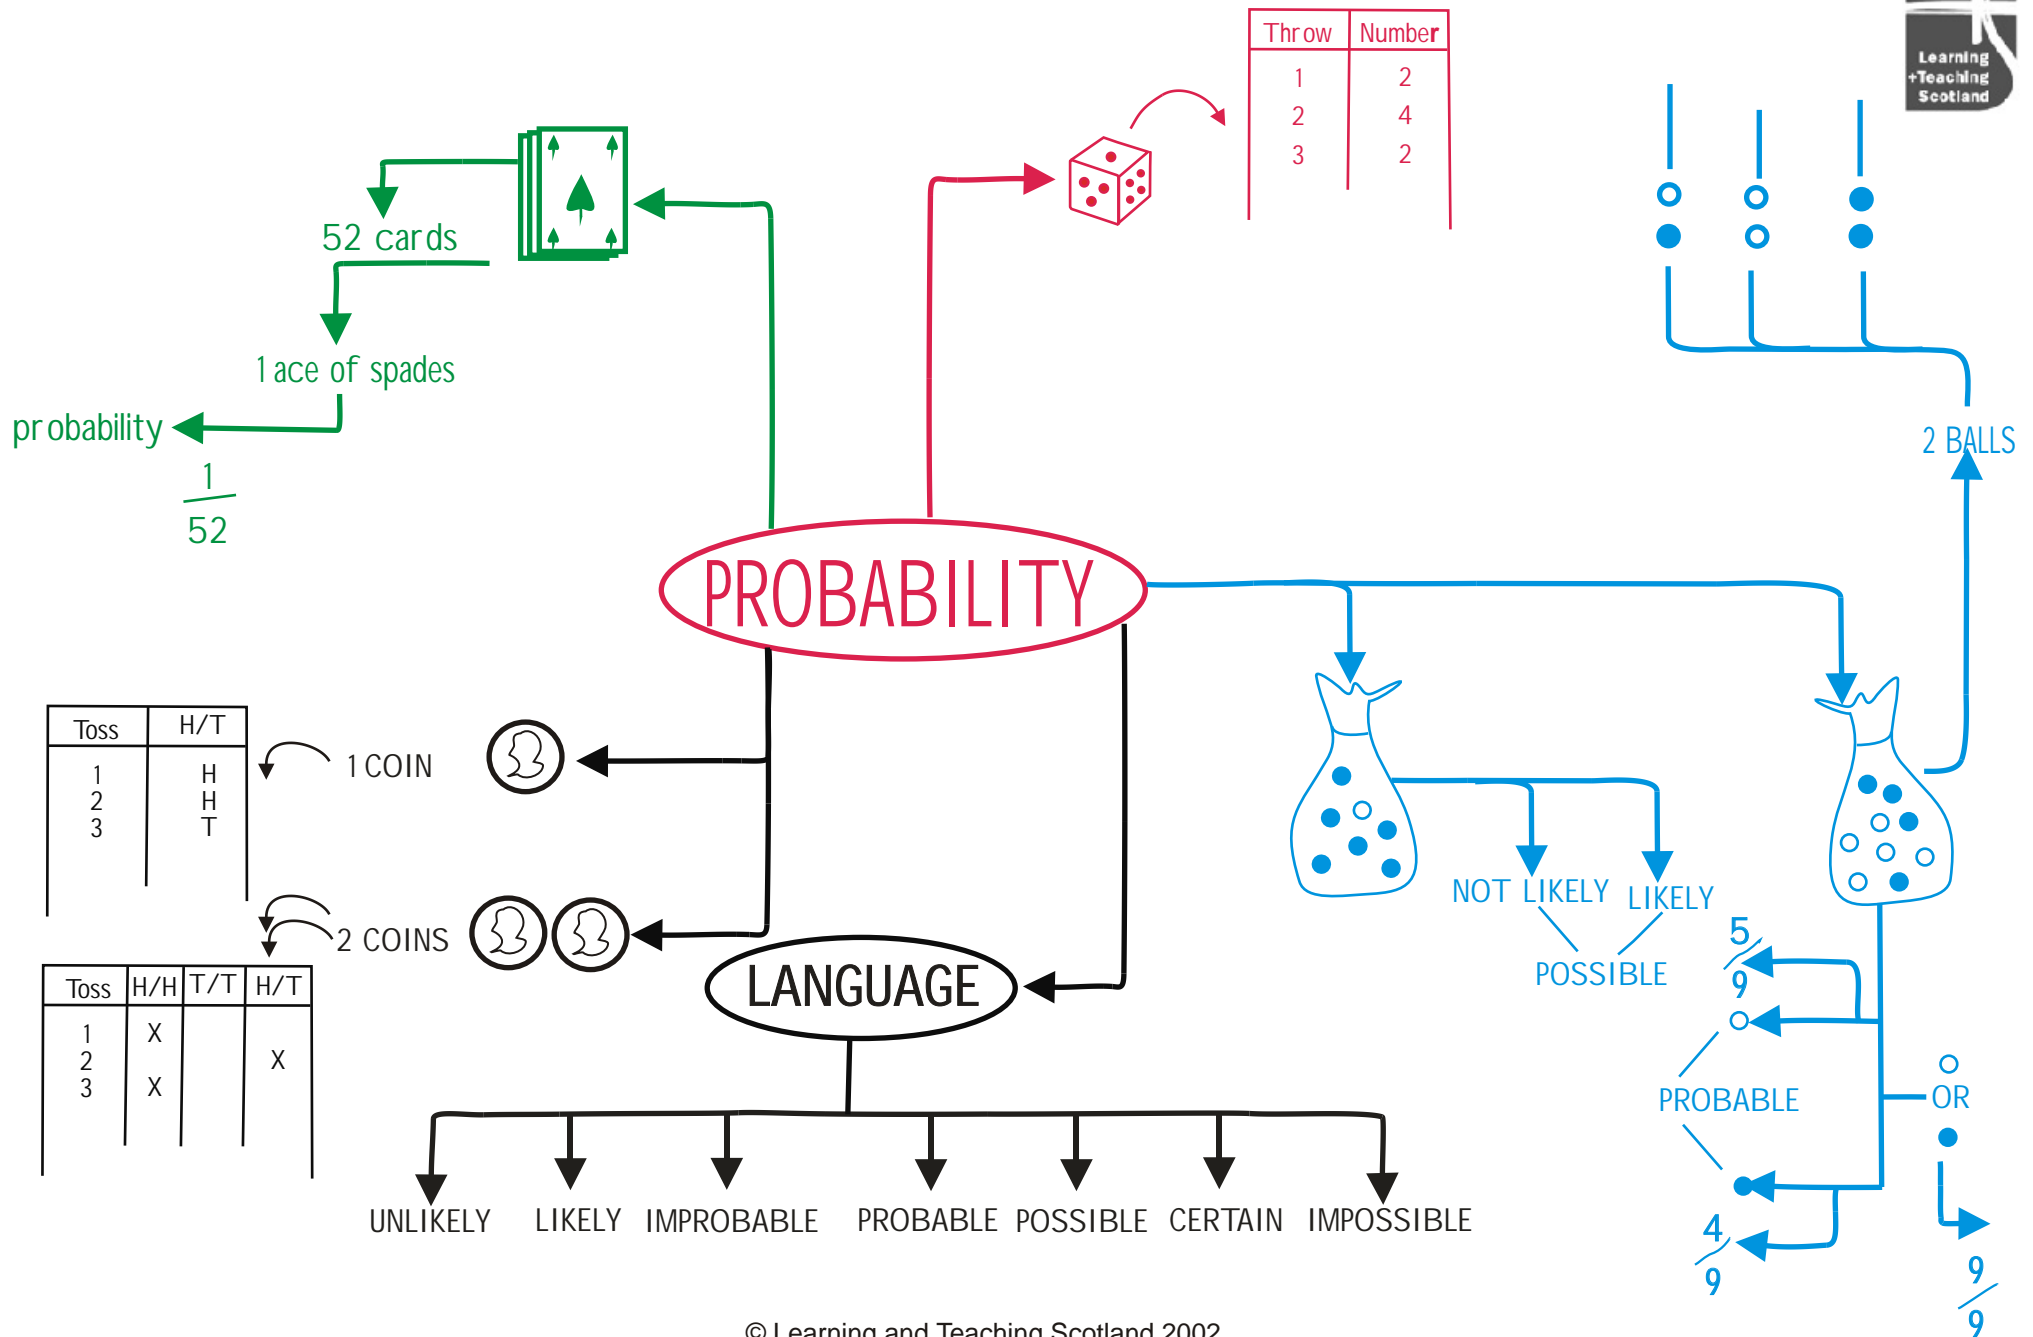 Learning
+Teaching
Scotland
Throw Number
1 2
2 4
3 2
52 cards
1 ace of spades
probability
1
52
2 BALLS
PROBABILITY
Toss H/T
1 H
2 H
3 T
1 COIN
2 COINS
Toss H/H T/T H/T
1 X
2 X
3 X
LANGUAGE
UNLIKELY LIKELY IMPROBABLE PROBABLE POSSIBLE CERTAIN IMPOSSIBLE
NOT LIKELY LIKELY
POSSIBLE
5
9
PROBABLE
OR
4
9
9
9
© Learning and Teaching Scotland 2002